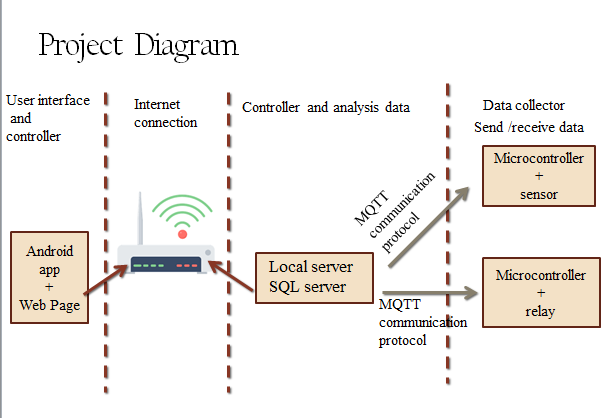 Project Diagram
User interface
and
controller
Internet
connection
Controller and analysis data
Data collector
Send /receive data
Microcontroller
+
sensor
MQTT
communication
protocol
Android
app
+
Web Page
Local server
SQL server
Microcontroller
+
relay
MQTT
communication
protocol